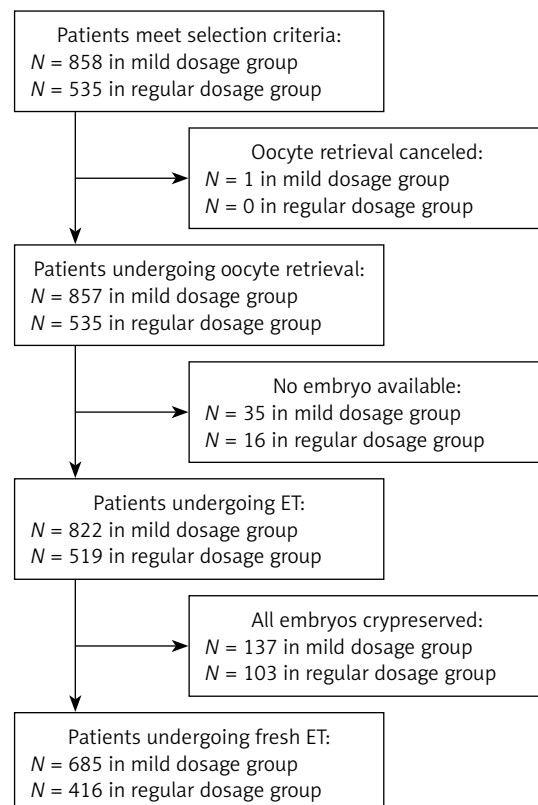 Patients meet selection criteria:
N = 858 in mild dosage group
N = 535 in regular dosage group
Oocyte retrieval canceled:
N = 1 in mild dosage group
N = 0 in regular dosage group
Patients undergoing oocyte retrieval:
N = 857 in mild dosage group
N = 535 in regular dosage group
No embryo available:
N = 35 in mild dosage group
N = 16 in regular dosage group
Patients undergoing ET:
N = 822 in mild dosage group
N = 519 in regular dosage group
All embryos crypreserved:
N = 137 in mild dosage group
N = 103 in regular dosage group
Patients undergoing fresh ET:
N = 685 in mild dosage group
N = 416 in regular dosage group